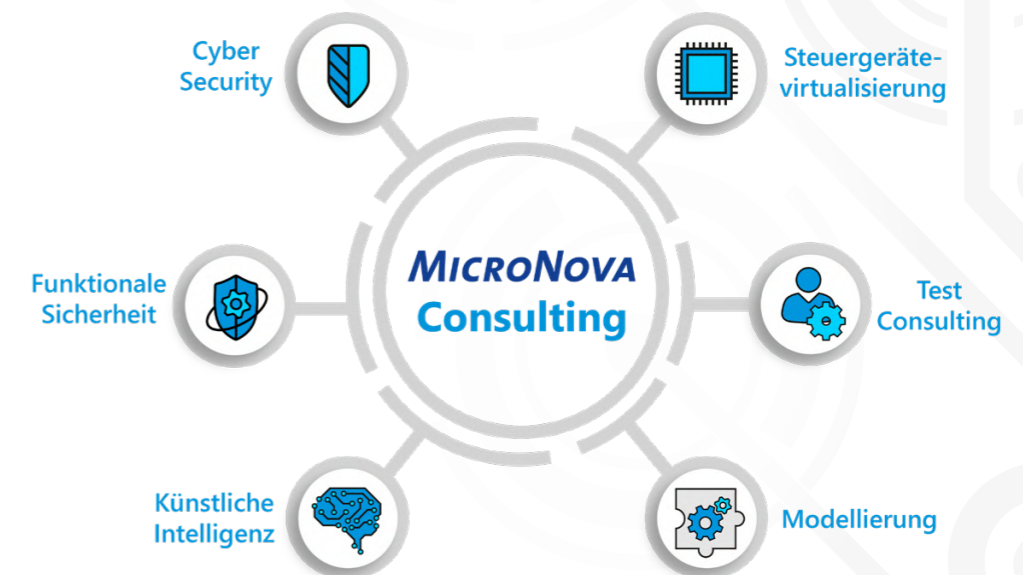 Cyber
Security
Steuergeräte-
virtualisierung
Funktionale
Sicherheit
MICRONOVA
Consulting
Test
Consulting
Künstliche
Intelligenz
Modellierung